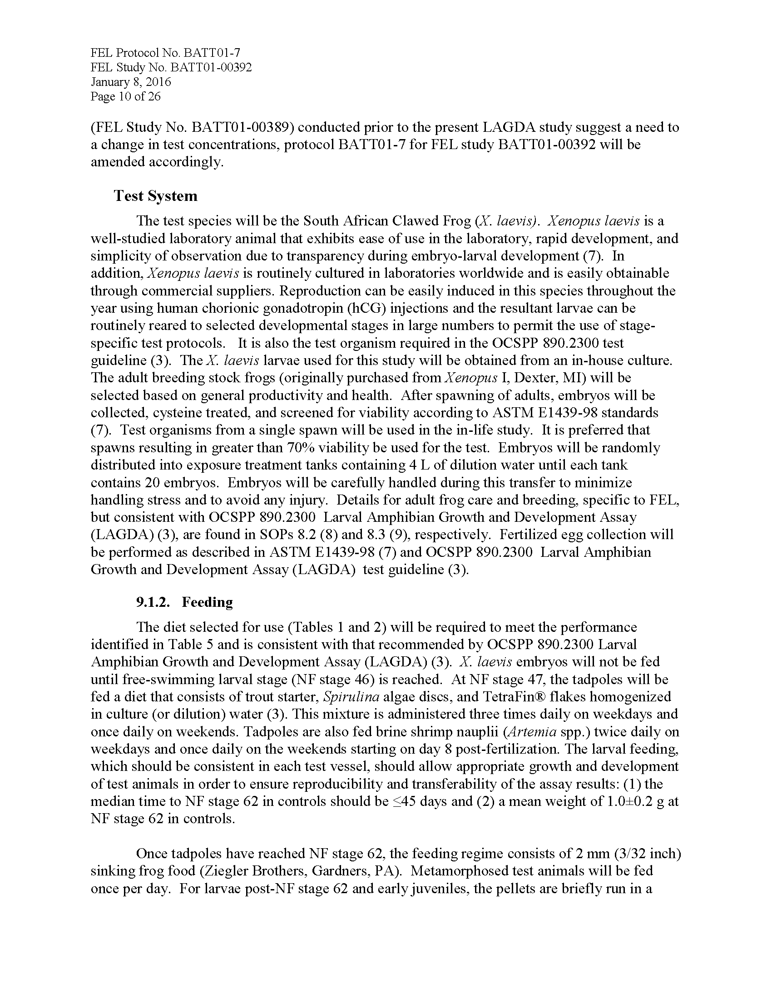 FEL Protocol No. BATT01-7
FEL Study No. BATT01-00392
January 8, 2016
Page 10 of 26
(FEL Study No. BATT01-00389) conducted prior to the present LAGDA study suggest a need to
a change in test concentrations, protocol BATT01-7 for FEL study BATT01-00392 will be
amended accordingly.
Test System
The test species will be the South African Clawed Frog (X. laevis). Xenopus laevis is a
well-studied laboratory animal that exhibits ease of use in the laboratory, rapid development, and
simplicity of observation due to transparency during embryo-larval development (7). In
addition, Xenopus laevis is routinely cultured in laboratories worldwide and is easily obtainable
through commercial suppliers. Reproduction can be easily induced in this species throughout the
year using human chorionic gonadotropin (hCG) injections and the resultant larvae can be
routinely reared to selected developmental stages in large numbers to permit the use of stage-
specific test protocols. It is also the test organism required in the OCSPP 890.2300 test
guideline (3). The X. laevis larvae used for this study will be obtained from an in-house culture.
The adult breeding stock frogs (originally purchased from Xenopus I, Dexter, MI) will be
selected based on general productivity and health. After spawning of adults, embryos will be
collected, cysteine treated, and screened for viability according to ASTM E1439-98 standards
(7). Test organisms from a single spawn will be used in the in-life study. It is preferred that
spawns resulting in greater than 70% viability be used for the test. Embryos will be randomly
distributed into exposure treatment tanks containing 4 L of dilution water until each tank
contains 20 embryos. Embryos will be carefully handled during this transfer to minimize
handling stress and to avoid any injury. Details for adult frog care and breeding, specific to FEL,
but consistent with OCSPP 890.2300 Larval Amphibian Growth and Development Assay
(LAGDA) (3), are found in SOPs 8.2 (8) and 8.3 (9), respectively. Fertilized egg collection will
be performed as described in ASTM E1439-98 (7) and OCSPP 890.2300 Larval Amphibian
Growth and Development Assay (LAGDA) test guideline (3).
9.1.2. Feeding
The diet selected for use (Tables 1 and 2) will be required to meet the performance
identified in Table 5 and is consistent with that recommended by OCSPP 890.2300 Larval
Amphibian Growth and Development Assay (LAGDA) (3). X. laevis embryos will not be fed
until free-swimming larval stage (NF stage 46) is reached. At NF stage 47, the tadpoles will be
fed a diet that consists of trout starter, Spirulina algae discs, and TetraFin® flakes homogenized
in culture (or dilution) water (3). This mixture is administered three times daily on weekdays and
once daily on weekends. Tadpoles are also fed brine shrimp nauplii (Artemia spp.) twice daily on
weekdays and once daily on the weekends starting on day 8 post-fertilization. The larval feeding,
which should be consistent in each test vessel, should allow appropriate growth and development
of test animals in order to ensure reproducibility and transferability of the assay results: (1) the
median time to NF stage 62 in controls should be ≤45 days and (2) a mean weight of 1.0±0.2 g at
NF stage 62 in controls.
Once tadpoles have reached NF stage 62, the feeding regime consists of 2 mm (3/32 inch)
sinking frog food (Ziegler Brothers, Gardners, PA). Metamorphosed test animals will be fed
once per day. For larvae post-NF stage 62 and early juveniles, the pellets are briefly run in a